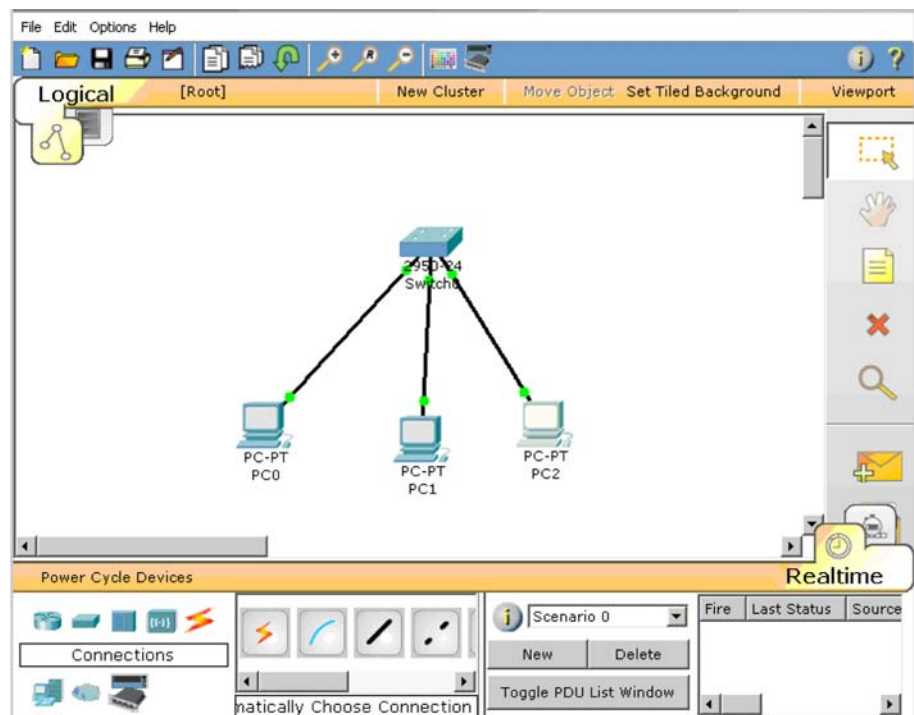 File Edit Options Help
Logical [Root] New Cluster Move Object Set Tiled Background Viewport
2950-24
Switch0
PC-PT
PC0
PC-PT
PC1
PC-PT
PC2
Power Cycle Devices
Realtime
Connections
matically Choose Connection
Scenario 0
New Delete
Toggle PDU List Window
Fire Last Status Source